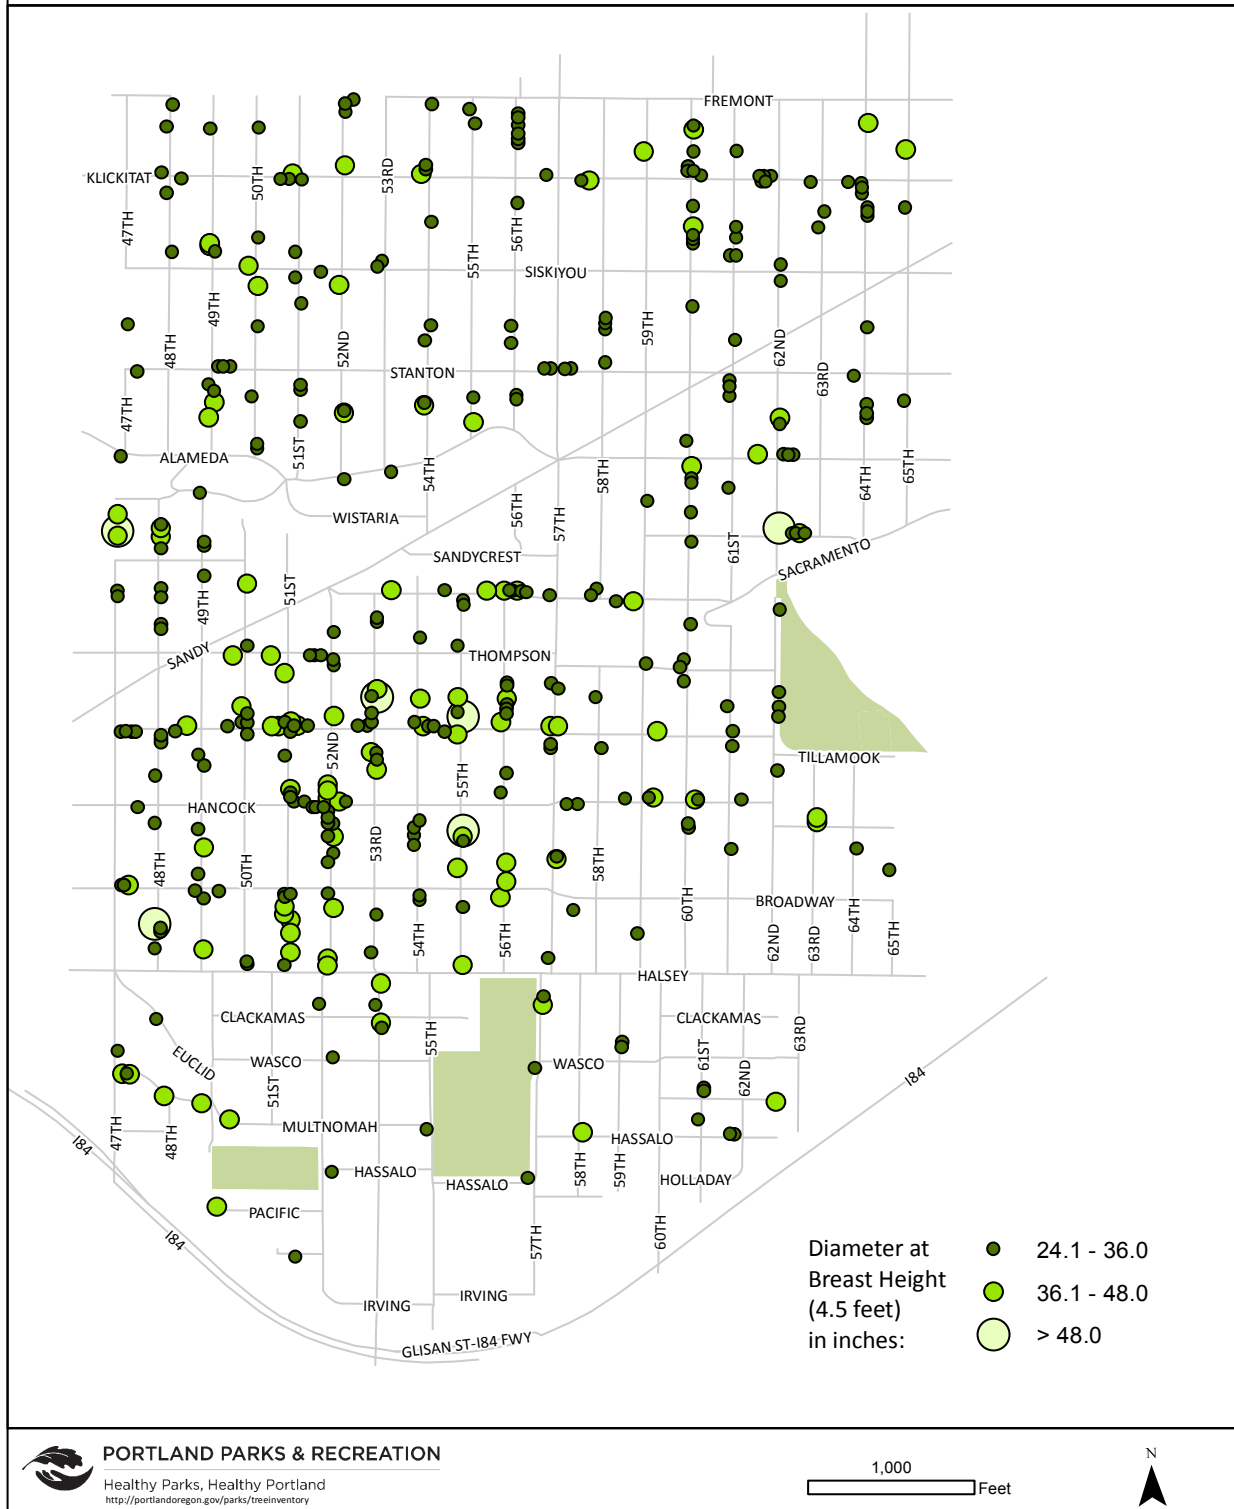 FREMONT
KLICKITAT
50TH
53RD
47TH
56TH
55TH
SISKIYOU
49TH
48TH
52ND
59TH
62ND
63RD
STANTON
47TH
51ST
ALAMEDA
54TH
58TH
64TH
65TH
WISTARIA
56TH
57TH
SANDYCREST
61ST
SACRAMENTO
51ST
49TH
SANDY
THOMPSON
52ND
TILLAMOOK
55TH
HANCOCK
53RD
48TH
50TH
58TH
60TH
BROADWAY
54TH
56TH
62ND
63RD
64TH
65TH
HALSEY
CLACKAMAS
CLACKAMAS
55TH
63RD
EUCLID
WASCO
WASCO
61ST
62ND
51ST
I84
47TH
48TH
MULTNOMAH
HASSALO
I84
HASSALO
HASSALO
58TH
59TH
HOLLADAY
PACIFIC
60TH
57TH
I84
IRVING
IRVING
GLISAN ST-I84 FWY
Diameter at
Breast Height
(4.5 feet)
in inches:
24.1 - 36.0
36.1 - 48.0
> 48.0
PORTLAND PARKS & RECREATION
Healthy Parks, Healthy Portland
http://portlandoregon.gov/parks/treeinventory
1,000
Feet
N